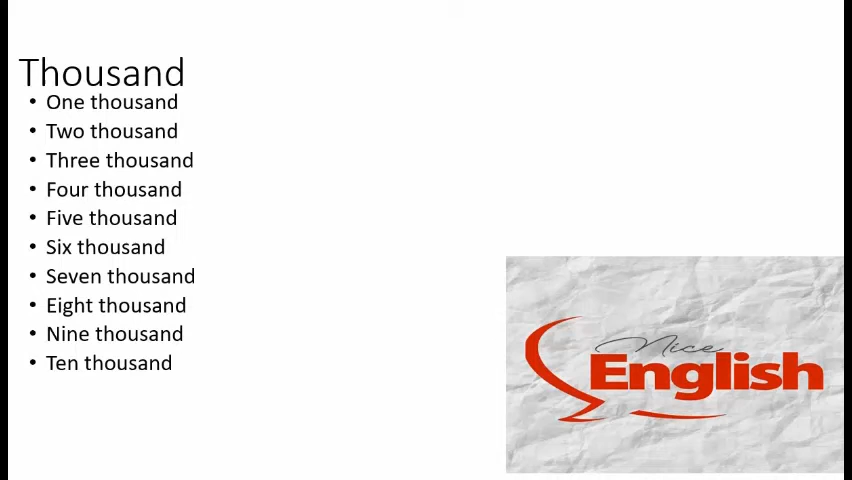 Thousand
• One thousand
• Two thousand
• Three thousand
• Four thousand
• Five thousand
• Six thousand
• Seven thousand
• Eight thousand
• Nine thousand
• Ten thousand
Nice
English